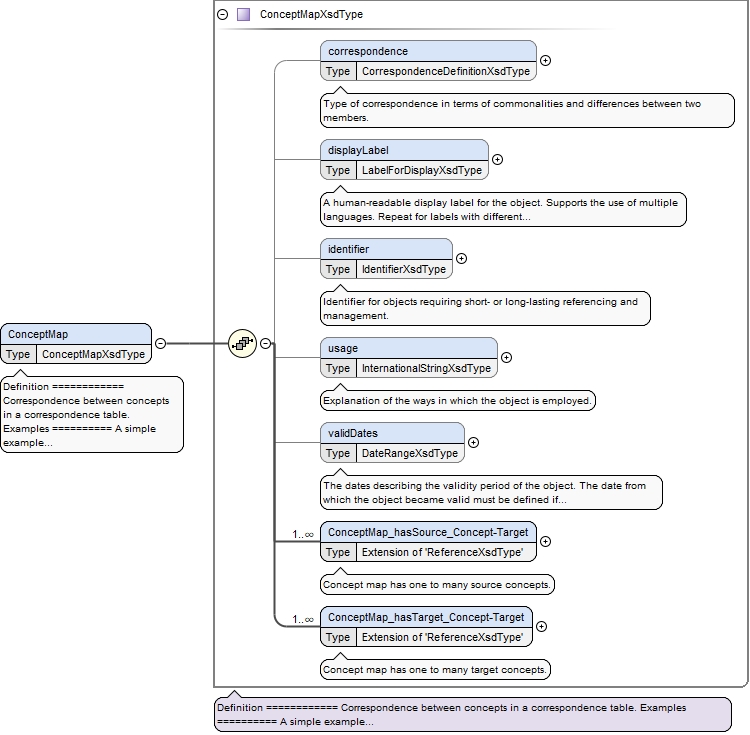 ConceptMapXsdType
correspondence
Type CorrespondenceDefinitionXsdType
Type of correspondence in terms of commonalities and differences between two
members.
displayLabel
Type LabelForDisplayXsdType
A human-readable display label for the object. Supports the use of multiple
languages. Repeat for labels with different...
identifier
Type IdentifierXsdType
Identifier for objects requiring short- or long-lasting referencing and
management.
ConceptMap
Type ConceptMapXsdType
Definition ============
Correspondence between concepts
in a correspondence table.
Examples ========== A simple
example...
usage
Type InternationalStringXsdType
Explanation of the ways in which the object is employed.
validDates
Type DateRangeXsdType
The dates describing the validity period of the object. The date from
which the object became valid must be defined if...
1..∞ ConceptMap_hasSource_Concept-Target
Type Extension of 'ReferenceXsdType'
Concept map has one to many source concepts.
1..∞ ConceptMap_hasTarget_Concept-Target
Type Extension of 'ReferenceXsdType'
Concept map has one to many target concepts.
Definition ============ Correspondence between concepts in a correspondence table. Examples
========== A simple example...